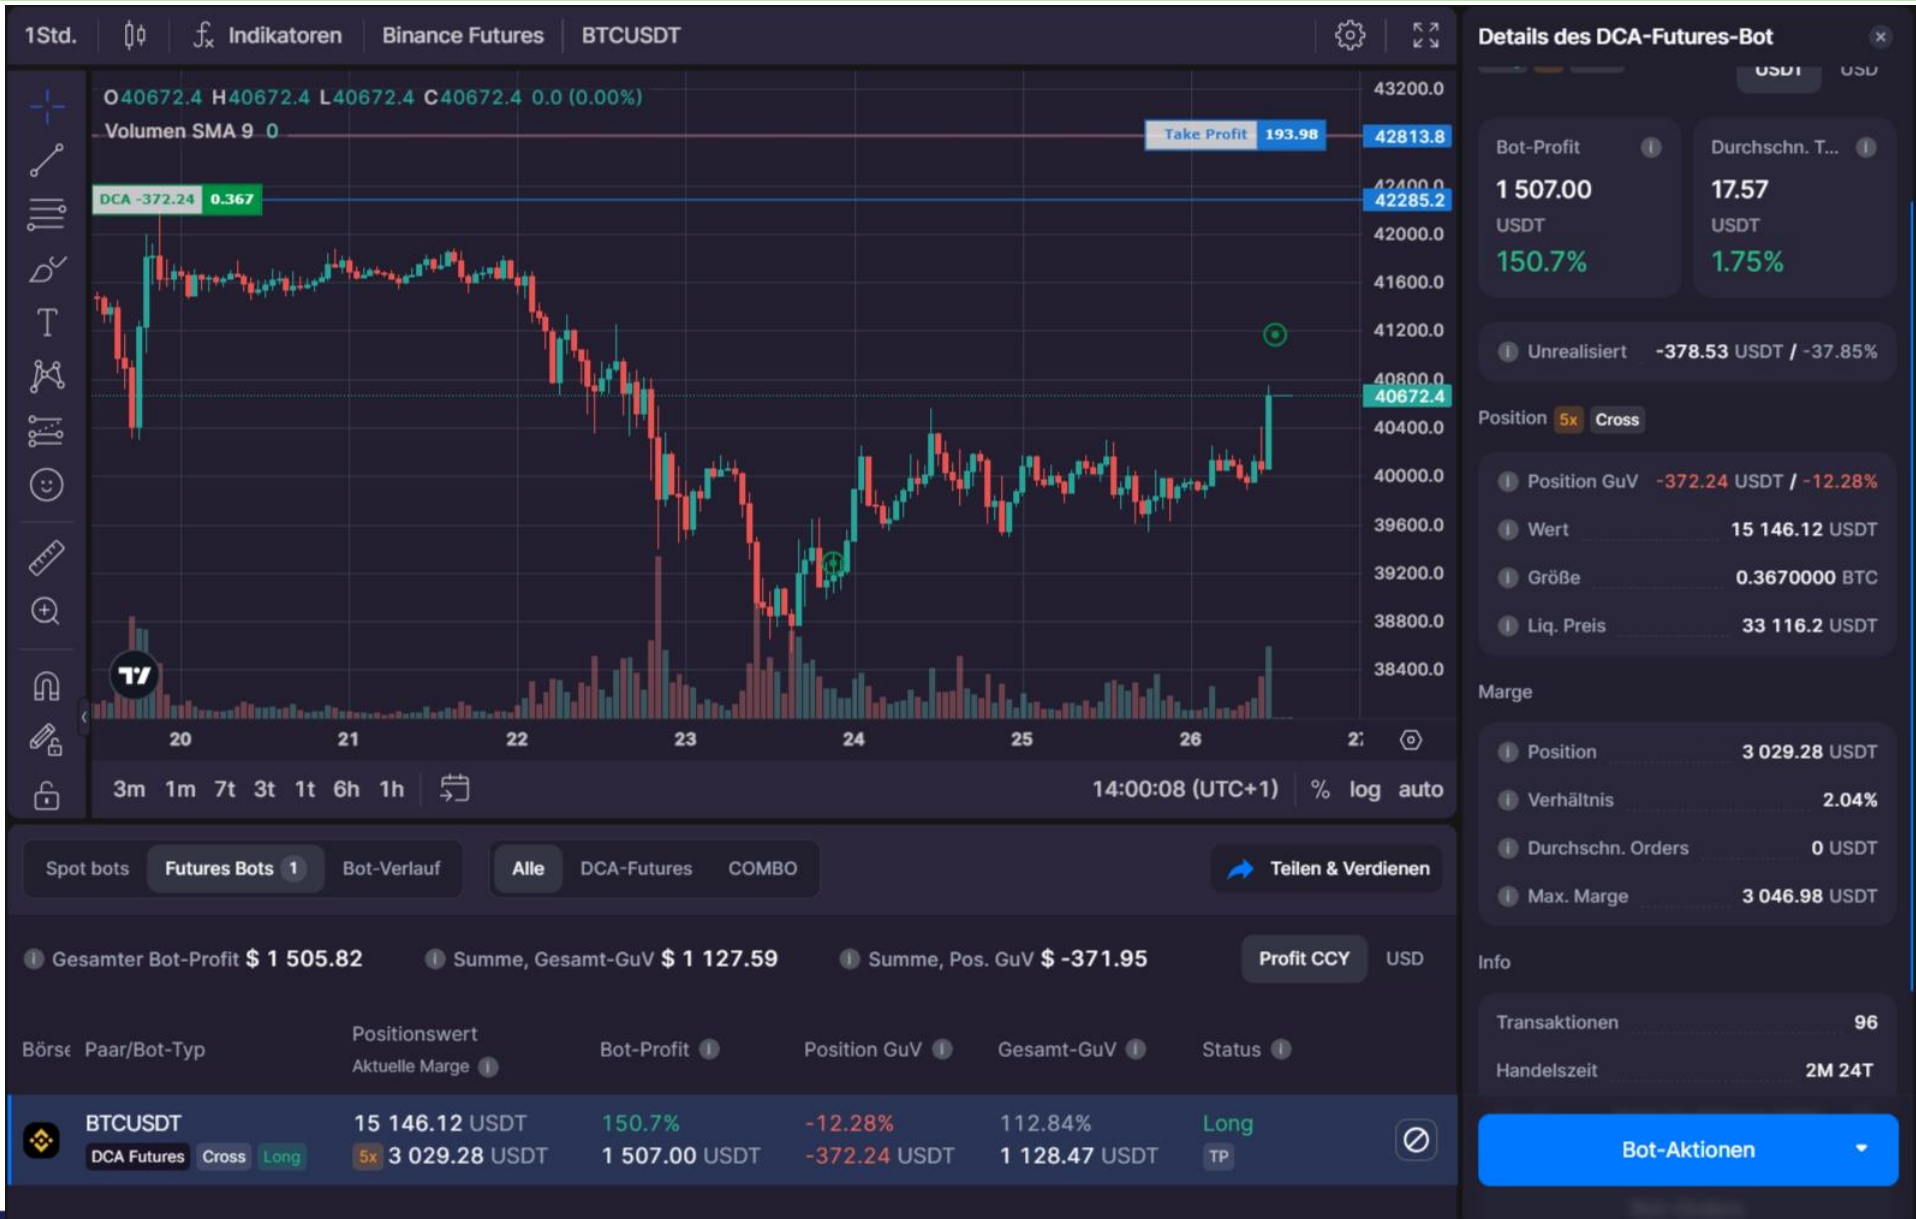 1Std. Indikatoren Binance Futures BTCUSDT
O40672.4 H40672.4 L40672.4 C40672.4 0.0 (0.00%)
Volumen SMA 9 0
Take Profit 193.98
DCA -372.24 0.367
43200.0
42813.8
42400.0
42285.2
42000.0
41600.0
41200.0
40800.0
40672.4
40400.0
40000.0
39600.0
39200.0
38800.0
38400.0
20 21 22 23 24 25 26
3m 1m 7t 3t 1t 6h 1h 14:00:08 (UTC+1) % log auto
Spot bots Futures Bots 1 Bot-Verlauf Alle DCA-Futures COMBO Teilen & Verdienen
Gesamter Bot-Profit $ 1 505.82 Summe, Gesamt-GuV $ 1 127.59 Summe, Pos. GuV $ -371.95 Profit CCY USD
Börse Paar/Bot-Typ Positionswert Bot-Profit Position GuV Gesamt-GuV Status
Aktuelle Marge
BTCUSDT 15 146.12 USDT 150.7% -12.28% 112.84% Long
DCA Futures Cross Long 5x 3 029.28 USDT 1 507.00 USDT -372.24 USDT 1 128.47 USDT TP
Details des DCA-Futures-Bot
USDT USD
Bot-Profit Durchschn. T...
1 507.00 17.57
USDT USDT
150.7% 1.75%
Unrealisiert -378.53 USDT / -37.85%
Position 5x Cross
Position GuV -372.24 USDT / -12.28%
Wert 15 146.12 USDT
Größe 0.3670000 BTC
Liq. Preis 33 116.2 USDT
Marge
Position 3 029.28 USDT
Verhältnis 2.04%
Durchschn. Orders 0 USDT
Max. Marge 3 046.98 USDT
Info
Transaktionen 96
Handelszeit 2M 24T
Bot-Aktionen